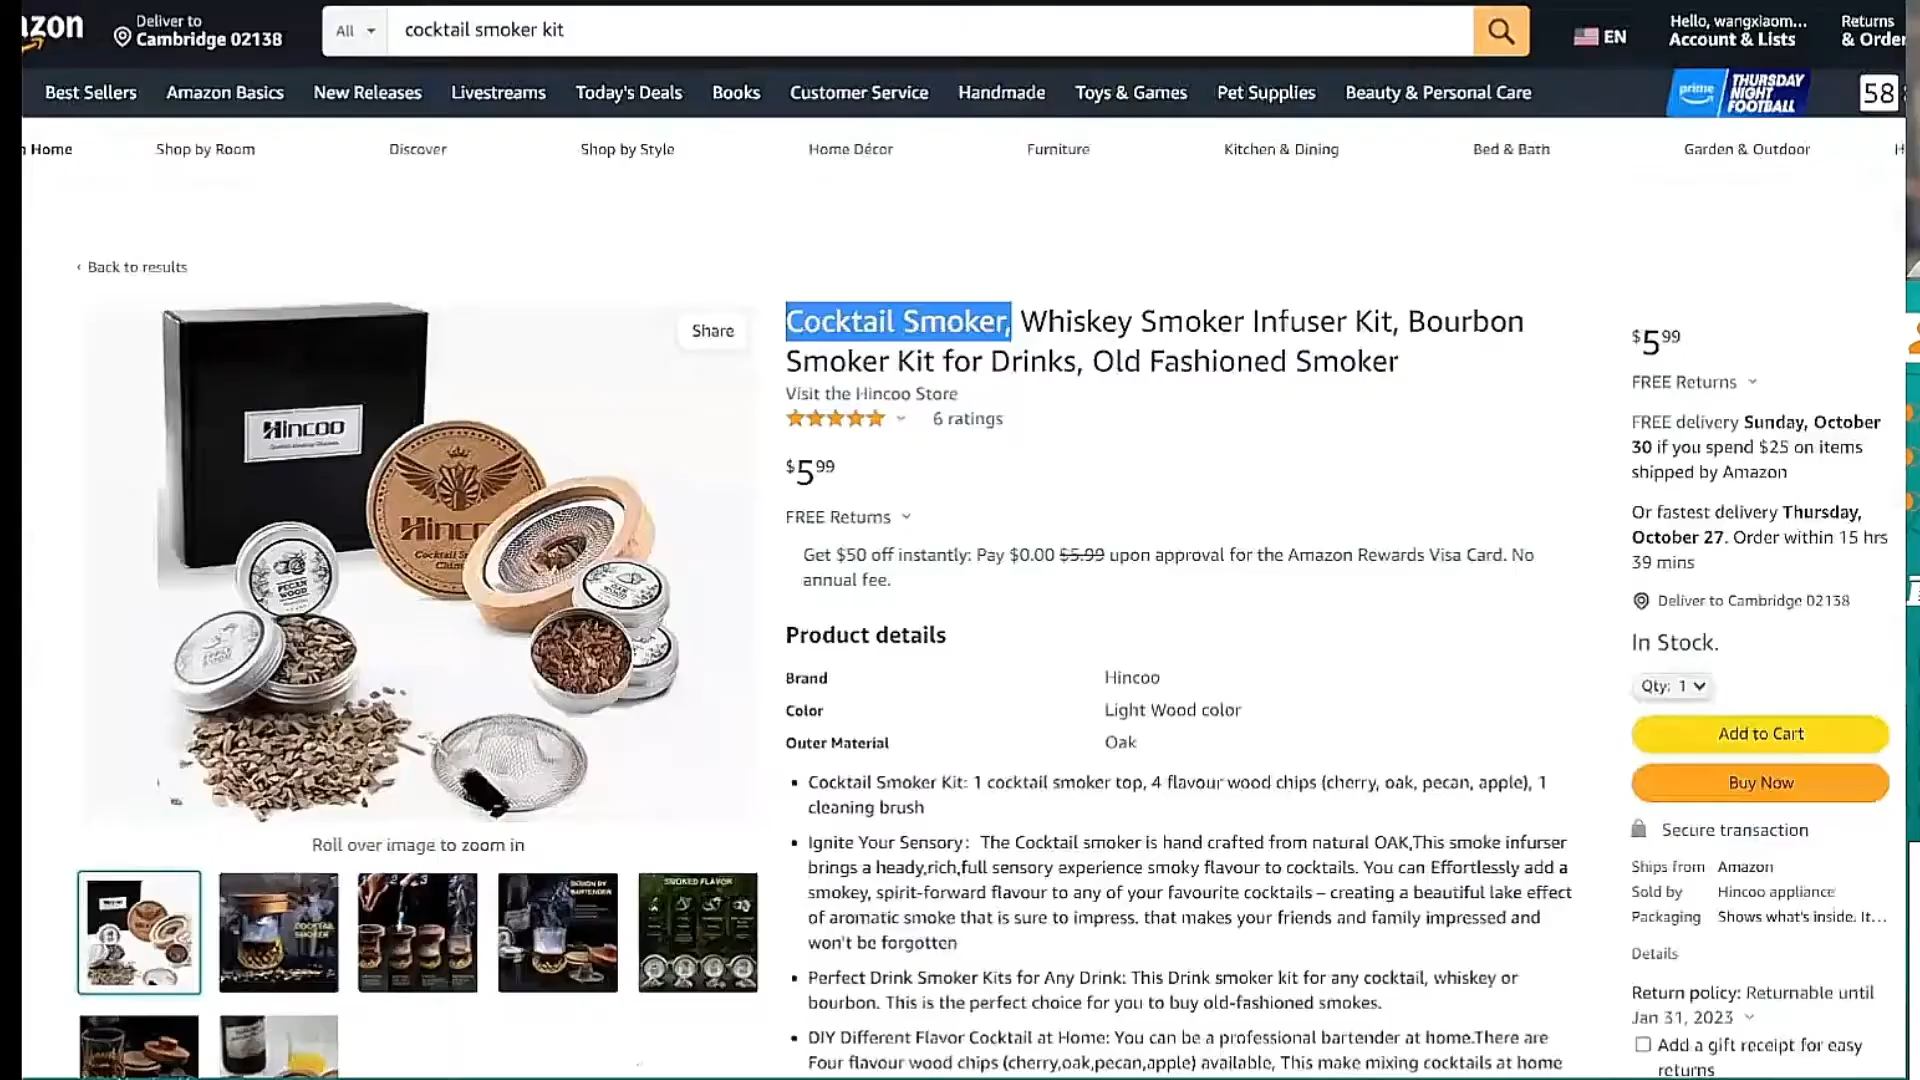 azon
Deliver to
Cambridge 02138
All
cocktail smoker kit
EN
Hello, wangxiaom...
Account & Lists
Returns
& Order
Best Sellers
Amazon Basics
New Releases
Livestreams
Today's Deals
Books
Customer Service
Handmade
Toys & Games
Pet Supplies
Beauty & Personal Care
prime
THURSDAY
NIGHT
FOOTBALL
58
n Home
Shop by Room
Discover
Shop by Style
Home Décor
Furniture
Kitchen & Dining
Bed & Bath
Garden & Outdoor
‹ Back to results
Share
Hincoo
PECAN
WOOD
Roll over image to zoom in
COCKTAIL
SMOKER
SMOKED FLAVOR
Cocktail Smoker, Whiskey Smoker Infuser Kit, Bourbon
Smoker Kit for Drinks, Old Fashioned Smoker
Visit the Hincoo Store
6 ratings
$5.99
FREE Returns
Get $50 off instantly: Pay $0.00 $5.99 upon approval for the Amazon Rewards Visa Card. No
annual fee.
Product details
Brand Hincoo
Color Light Wood color
Outer Material Oak
• Cocktail Smoker Kit: 1 cocktail smoker top, 4 flavour wood chips (cherry, oak, pecan, apple), 1
cleaning brush
• Ignite Your Sensory: The Cocktail smoker is hand crafted from natural OAK,This smoke infurser
brings a heady,rich,full sensory experience smoky flavour to cocktails. You can Effortlessly add a
smokey, spirit-forward flavour to any of your favourite cocktails – creating a beautiful lake effect
of aromatic smoke that is sure to impress. that makes your friends and family impressed and
won't be forgotten
• Perfect Drink Smoker Kits for Any Drink: This Drink smoker kit for any cocktail, whiskey or
bourbon. This is the perfect choice for you to buy old-fashioned smokes.
• DIY Different Flavor Cocktail at Home: You can be a professional bartender at home.There are
Four flavour wood chips (cherry,oak,pecan,apple) available, This make mixing cocktails at home
$5.99
FREE Returns
FREE delivery Sunday, October
30 if you spend $25 on items
shipped by Amazon
Or fastest delivery Thursday,
October 27. Order within 15 hrs
39 mins
Deliver to Cambridge 02138
In Stock.
Qty: 1
Add to Cart
Buy Now
Secure transaction
Ships from Amazon
Sold by Hincoo appliance
Packaging Shows what's inside. It...
Details
Return policy: Returnable until
Jan 31, 2023
Add a gift receipt for easy
returns